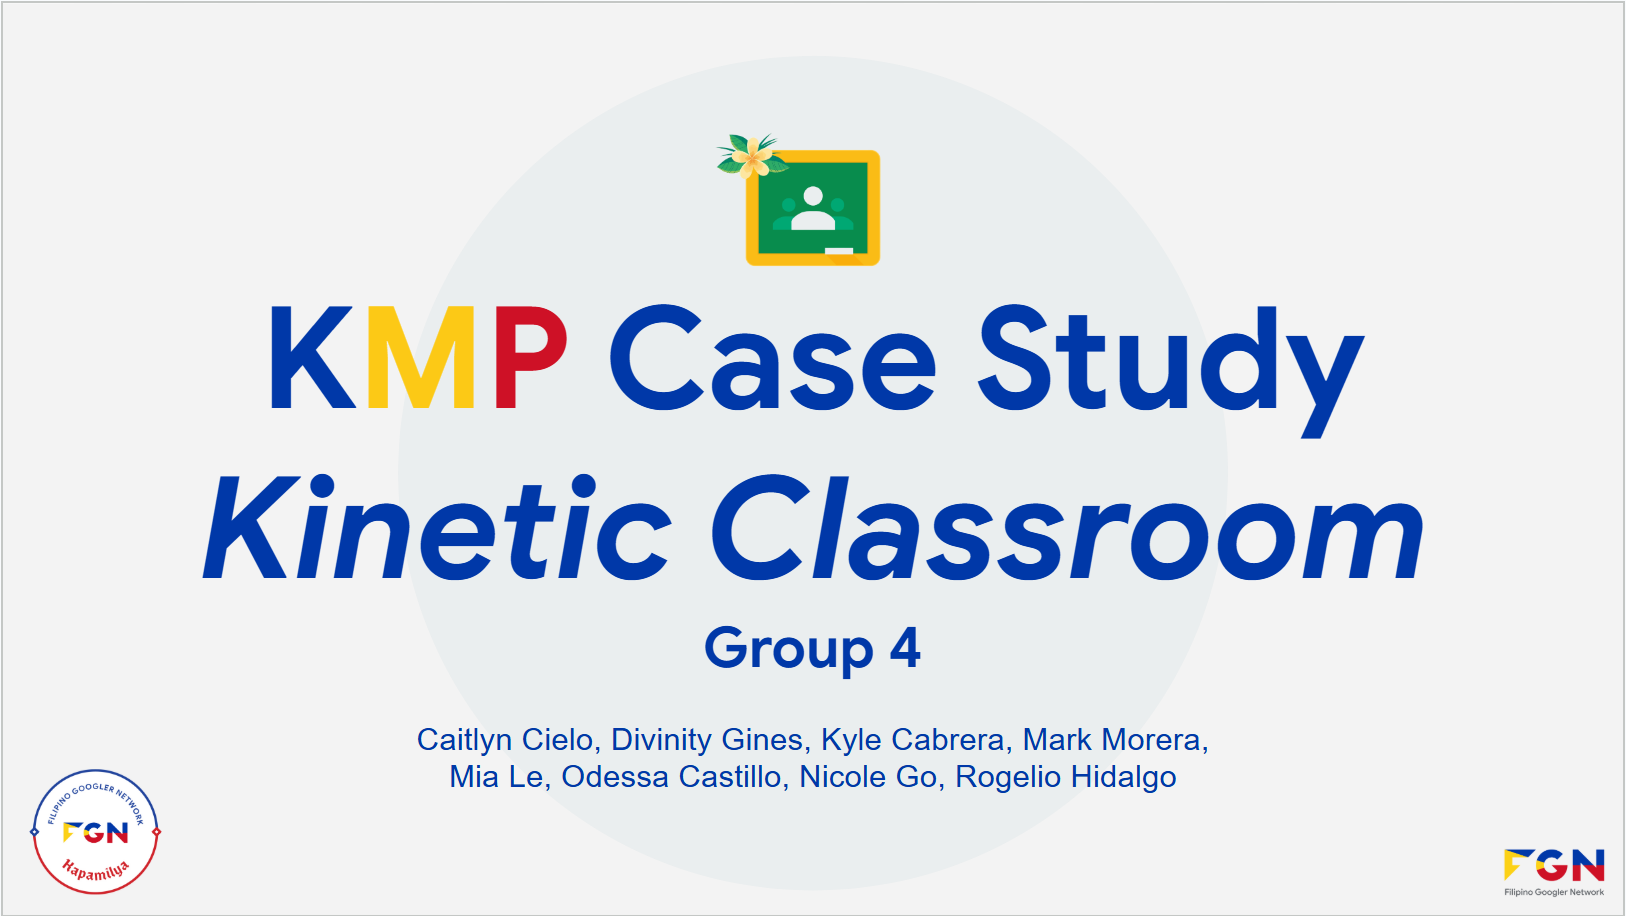 KMP Case Study
Kinetic Classroom
Group 4
Caitlyn Cielo, Divinity Gines, Kyle Cabrera, Mark Morera,
Mia Le, Odessa Castillo, Nicole Go, Rogelio Hidalgo
FILIPINO GOOGLER NETWORK
FGN
Kapamilya
FGN
Filipino Googler Network